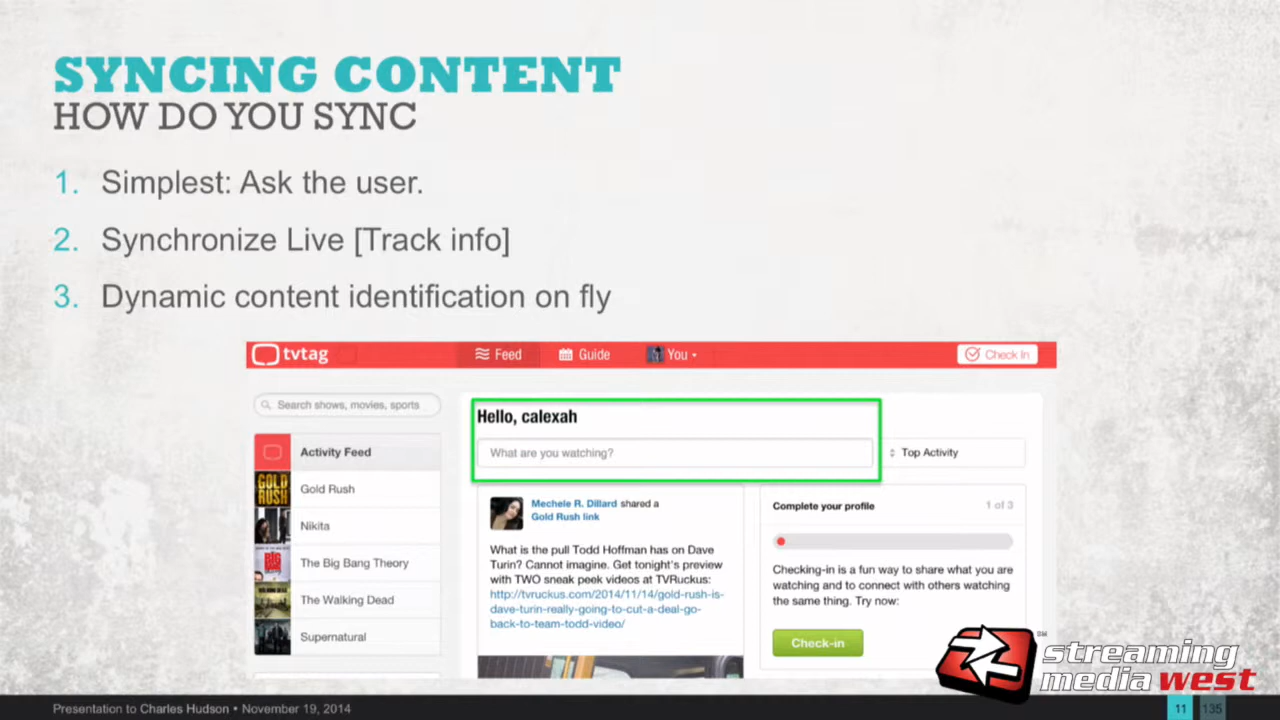 SYNCING CONTENT
HOW DO YOU SYNC
1. Simplest: Ask the user.
2. Synchronize Live [Track info]
3. Dynamic content identification on fly
tvtag
Feed
Guide
You
Check In
Search shows, movies, sports
Activity Feed
Gold Rush
Nikita
The Big Bang Theory
The Walking Dead
Supernatural
GOLD RUSH
Hello, calexah
What are you watching?
Top Activity
Mechele R. Dillard shared a
Gold Rush link
What is the pull Todd Hoffman has on Dave
Turin? Cannot imagine. Get tonight's preview
with TWO sneak peek videos at TVRuckus:
http://tvruckus.com/2014/11/14/gold-rush-is-
dave-turin-really-going-to-cut-a-deal-go-
back-to-team-todd-video/
Complete your profile
1 of 3
Checking-in is a fun way to share what you are
watching and to connect with others watching
the same thing. Try now:
Check-in
streaming
media west
SM
Presentation to Charles Hudson • November 19, 2014
11
135